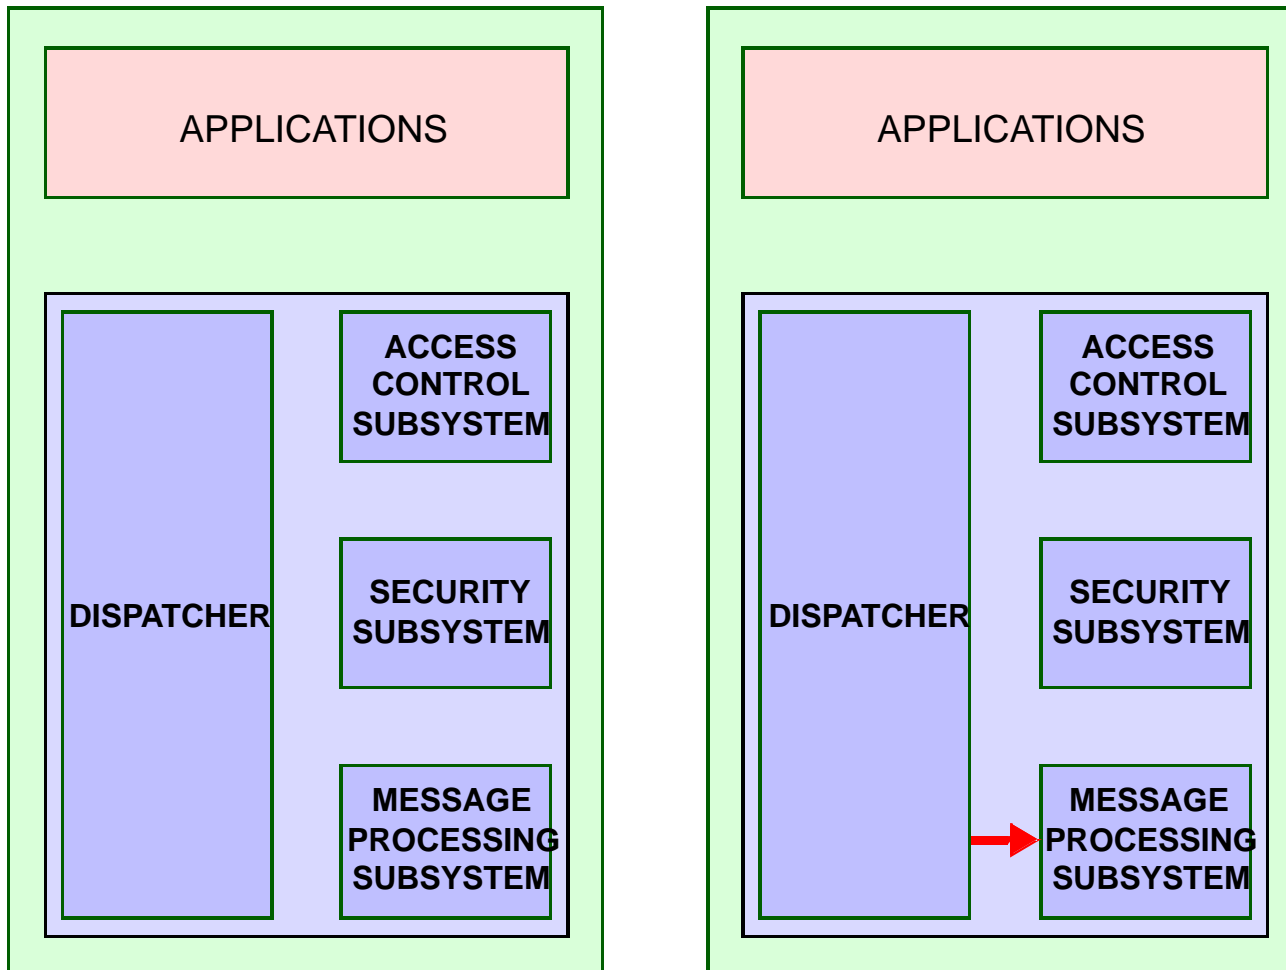 APPLICATIONS
ACCESS
CONTROL
SUBSYSTEM
DISPATCHER
SECURITY
SUBSYSTEM
MESSAGE
PROCESSING
SUBSYSTEM
APPLICATIONS
ACCESS
CONTROL
SUBSYSTEM
DISPATCHER
SECURITY
SUBSYSTEM
MESSAGE
PROCESSING
SUBSYSTEM